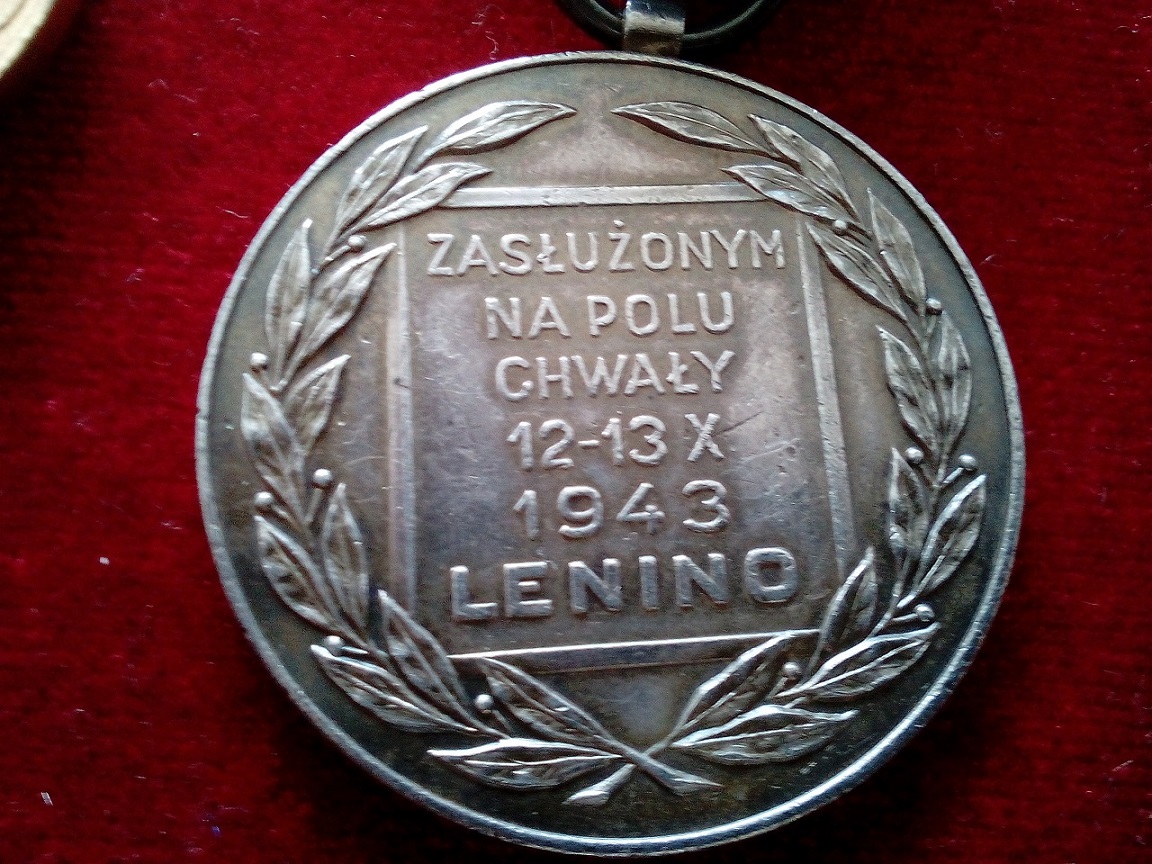 ZASŁUŻONYM
NA POLU
CHWAŁY
12-13 X
1943
LENINO